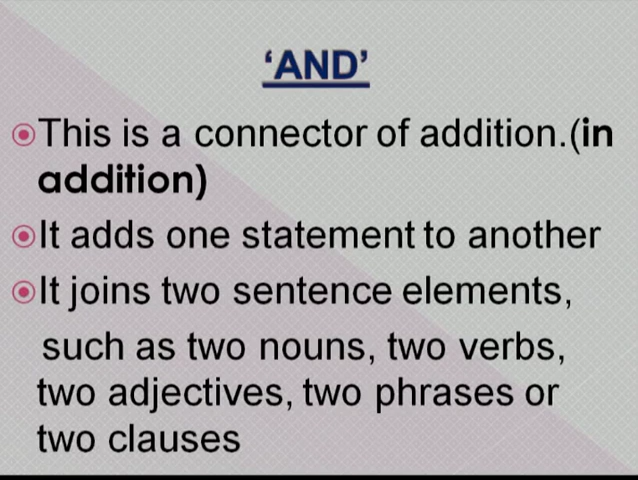 ‘AND’
This is a connector of addition.(in
addition)
It adds one statement to another
It joins two sentence elements,
such as two nouns, two verbs,
two adjectives, two phrases or
two clauses